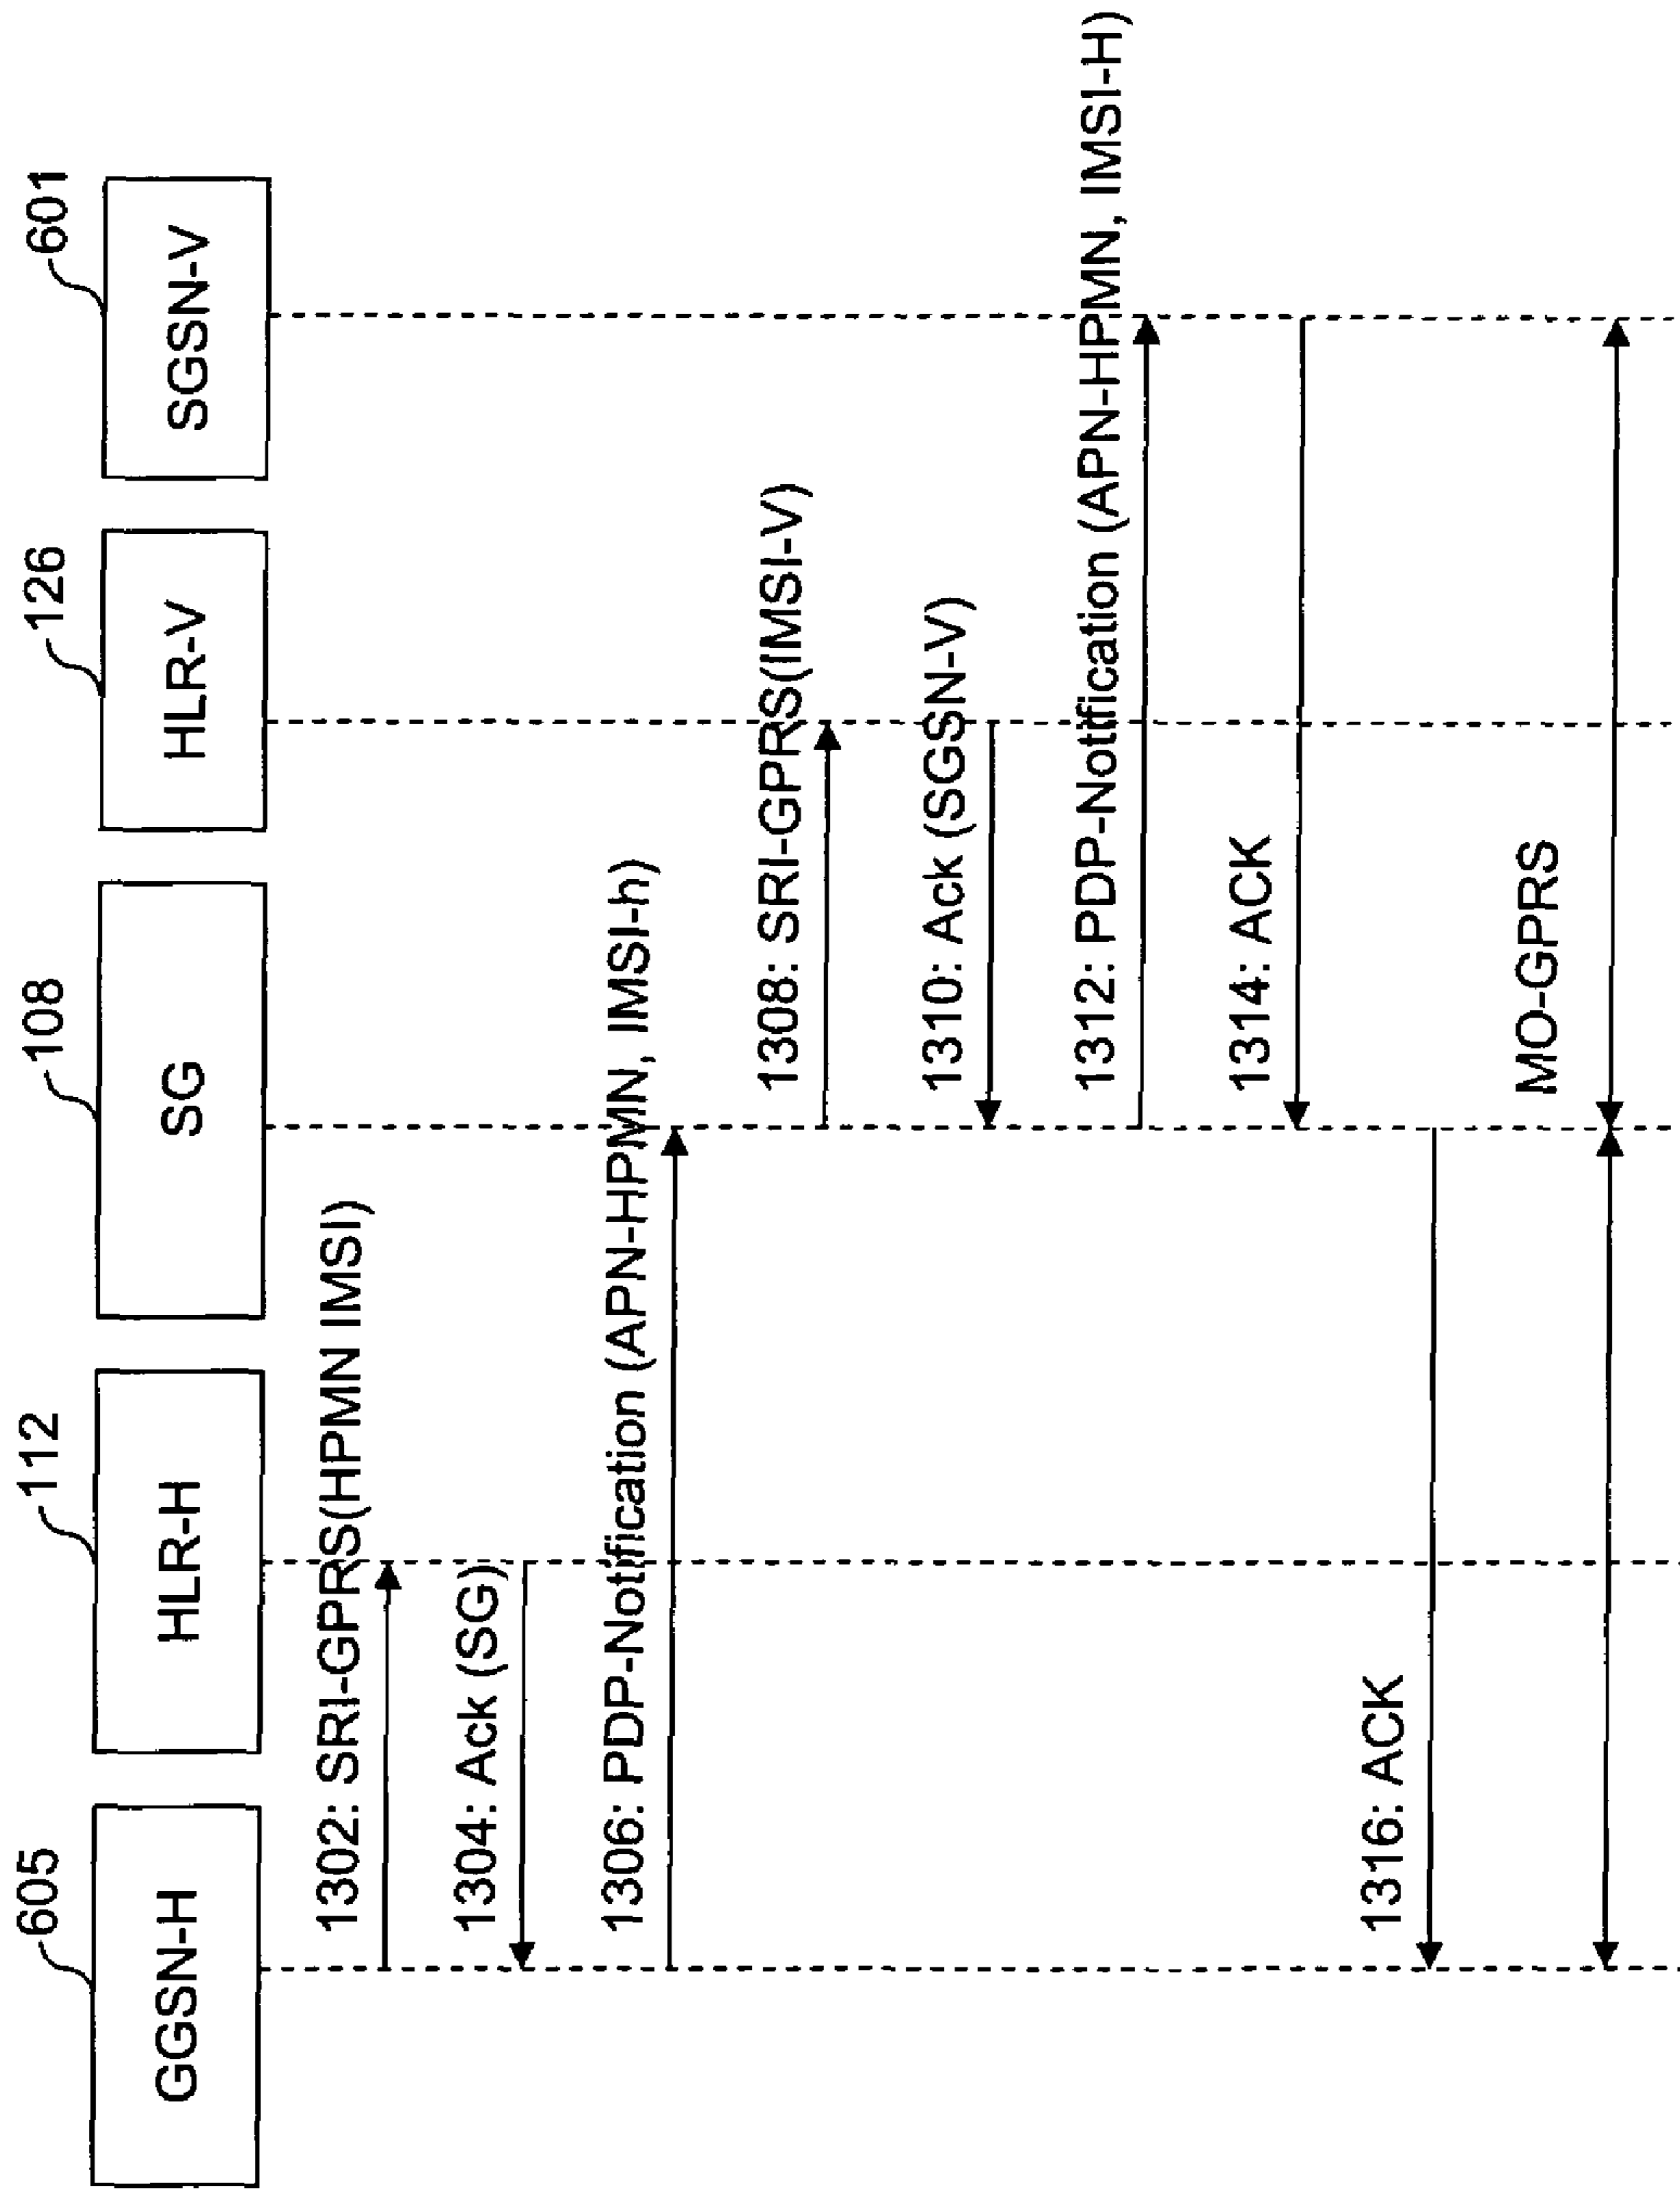 605
112
108
126
601
GGSN-H
HLR-H
SG
HLR-V
SGSN-V
1302: SRI-GPRS(HPMN IMSI)
1304: Ack (SG)
1306: PDP-Notification (APN-HPMN, IMSI-h)
1308: SRI-GPRS(IMSI-V)
1310: Ack (SGSN-V)
1312: PDP-Notification (APN-HPMN, IMSI-H)
1314: ACK
1316: ACK
MO-GPRS